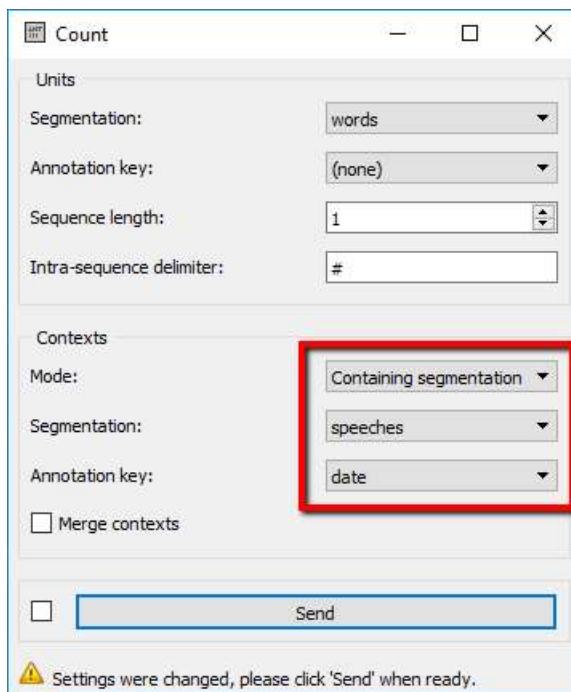 Count
Units
Segmentation: words
Annotation key: (none)
Sequence length: 1
Intra-sequence delimiter: #
Contexts
Mode: Containing segmentation
Segmentation: speeches
Annotation key: date
Merge contexts
Send
Settings were changed, please click 'Send' when ready.